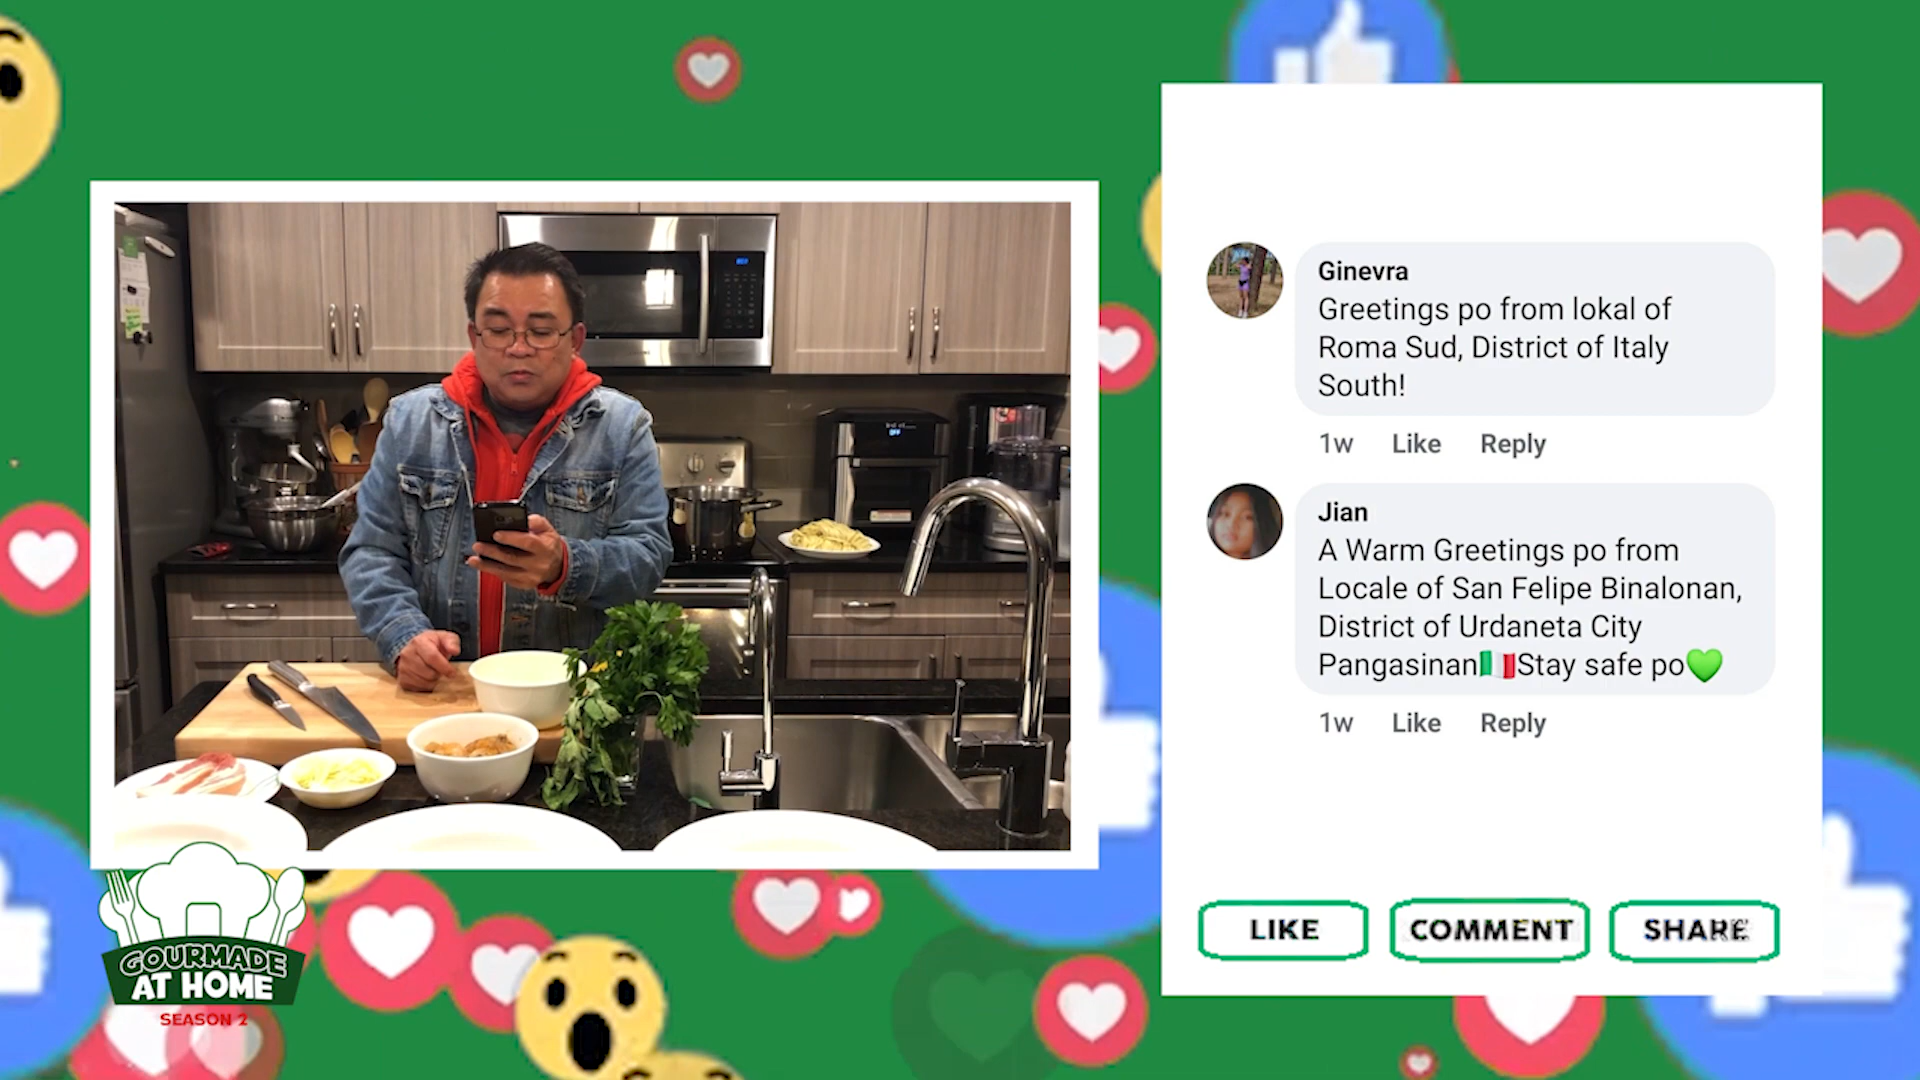 Ginevra
Greetings po from lokal of
Roma Sud, District of Italy
South!
1w Like Reply
Jian
A Warm Greetings po from
Locale of San Felipe Binalonan,
District of Urdaneta City
Pangasinan🇮🇹Stay safe po💚
1w Like Reply
LIKE COMMENT SHARE
GOURMADE
AT HOME
SEASON 2